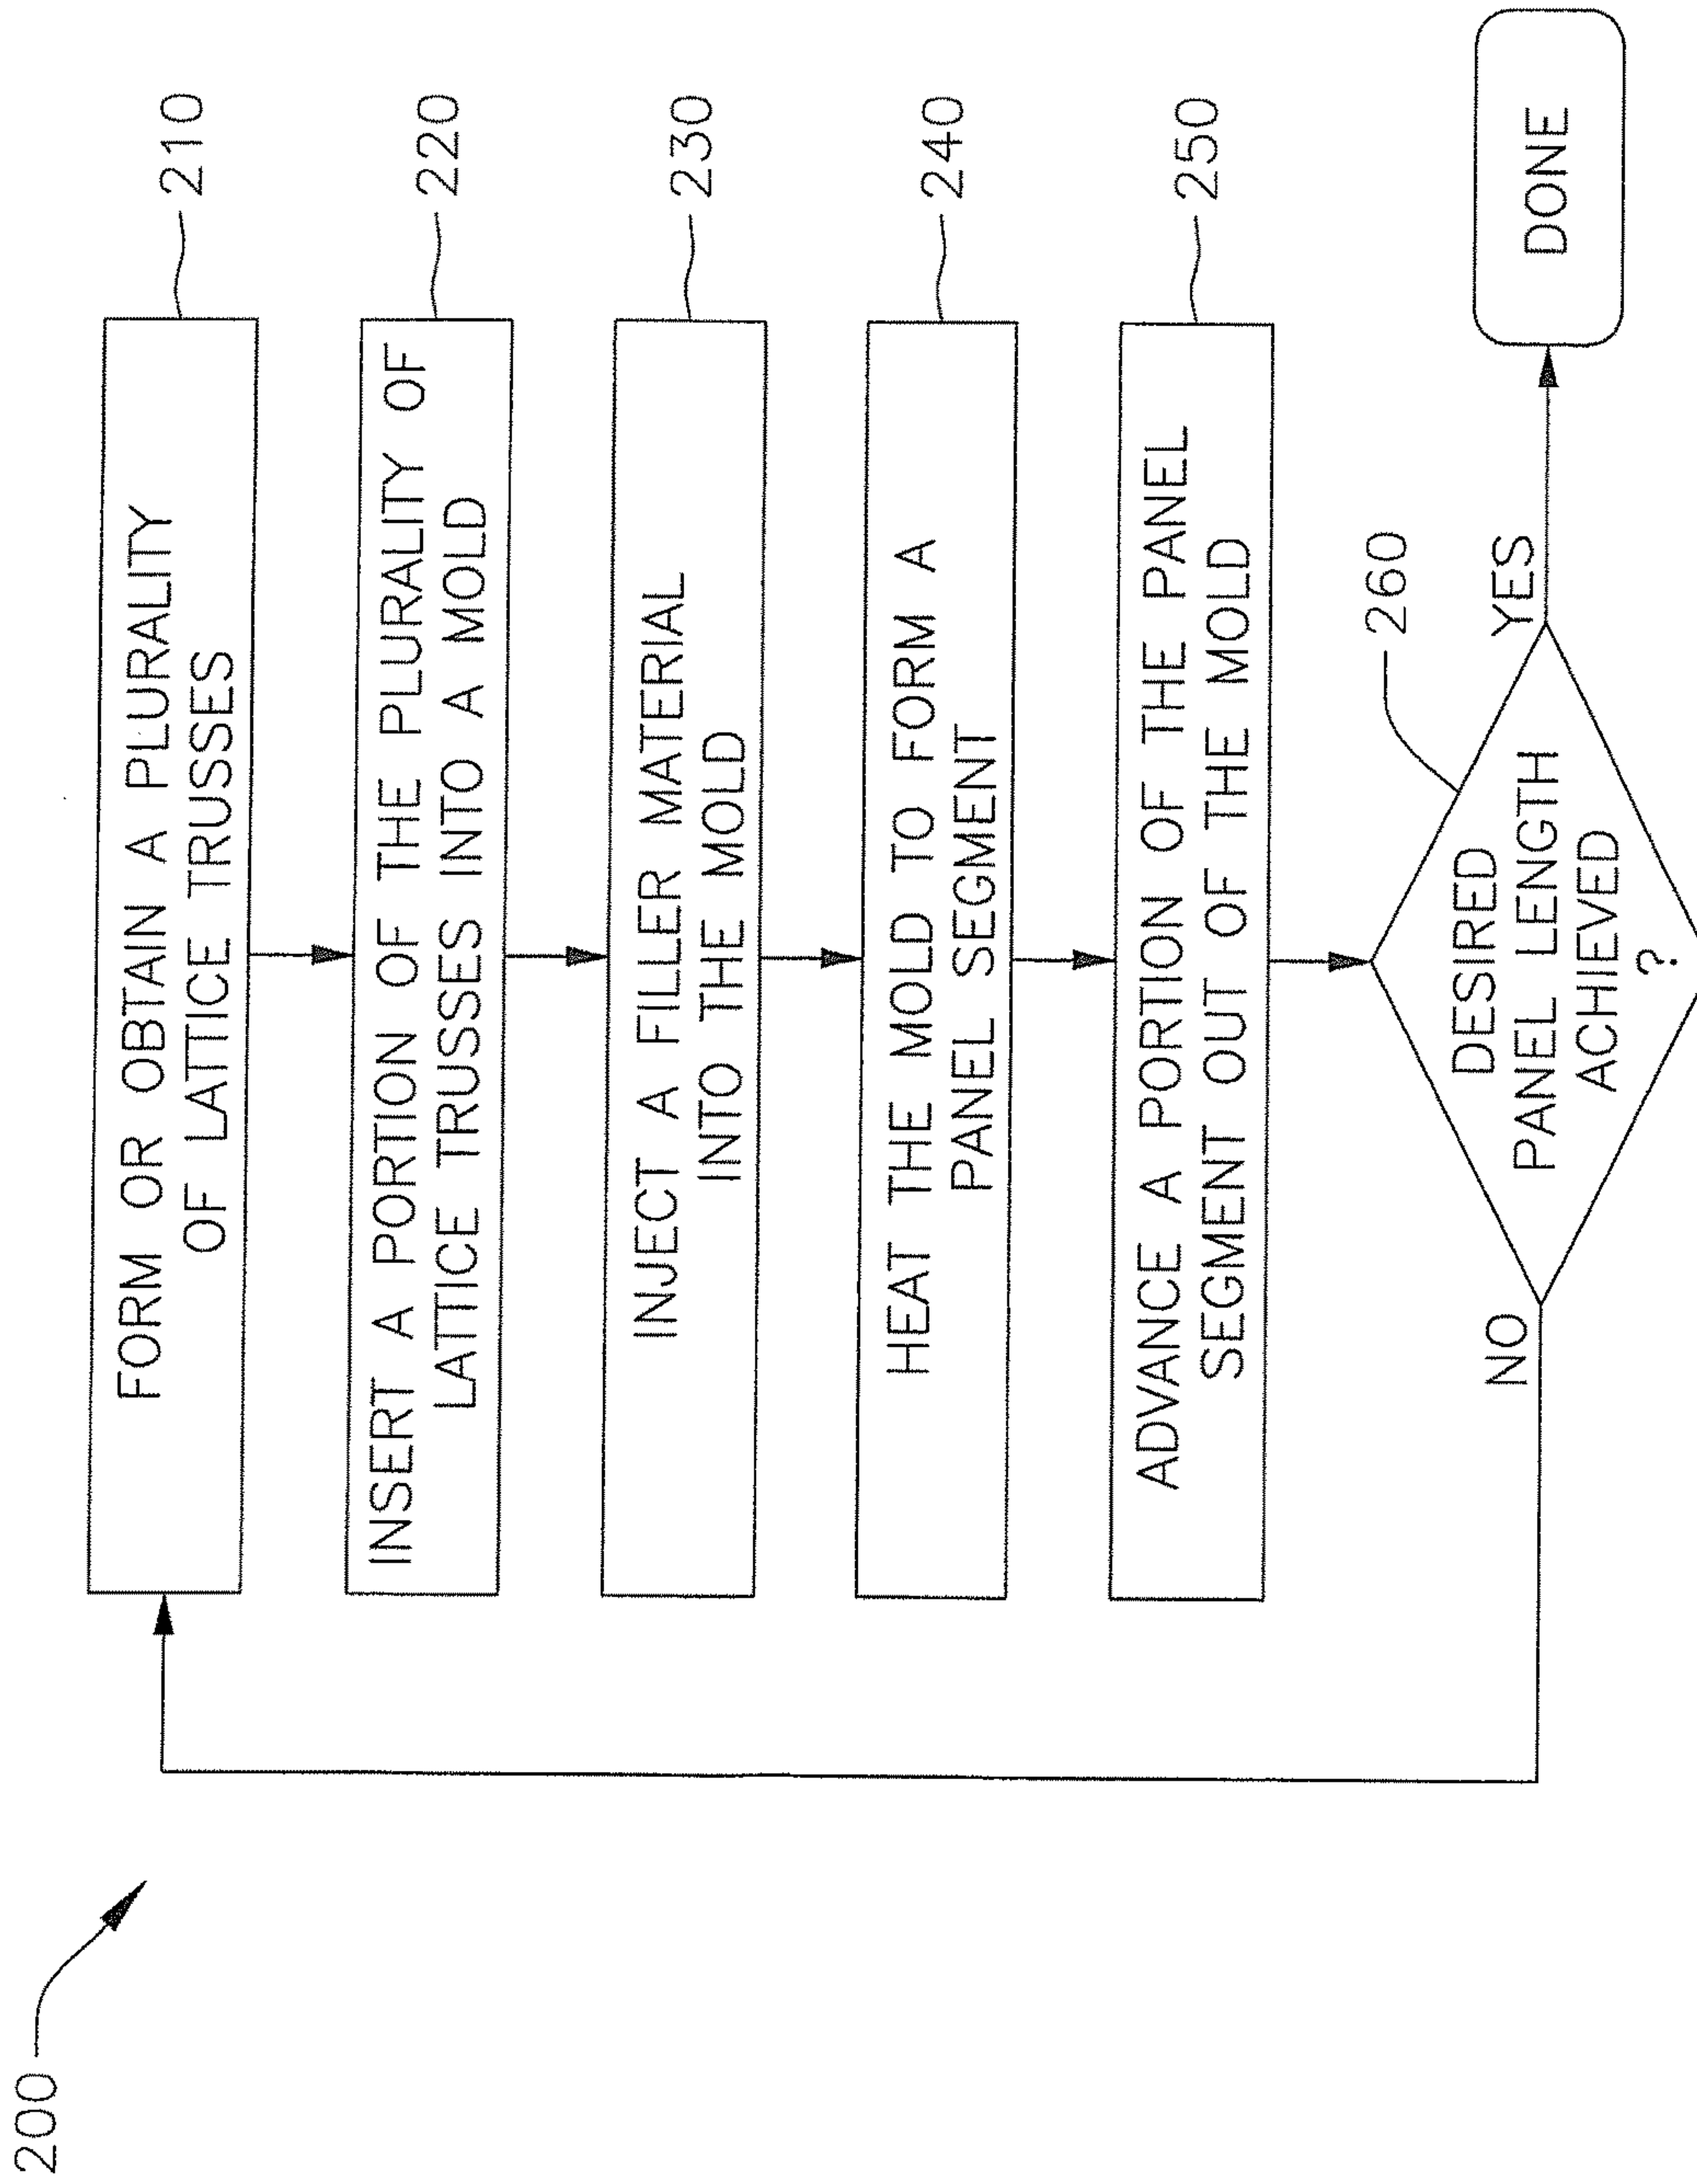 200
FORM OR OBTAIN A PLURALITY
OF LATTICE TRUSSES
210
INSERT A PORTION OF THE PLURALITY OF
LATTICE TRUSSES INTO A MOLD
220
INJECT A FILLER MATERIAL
INTO THE MOLD
230
HEAT THE MOLD TO FORM A
PANEL SEGMENT
240
ADVANCE A PORTION OF THE PANEL
SEGMENT OUT OF THE MOLD
250
260
DESIRED
PANEL LENGTH
ACHIEVED
?
NO
YES
DONE